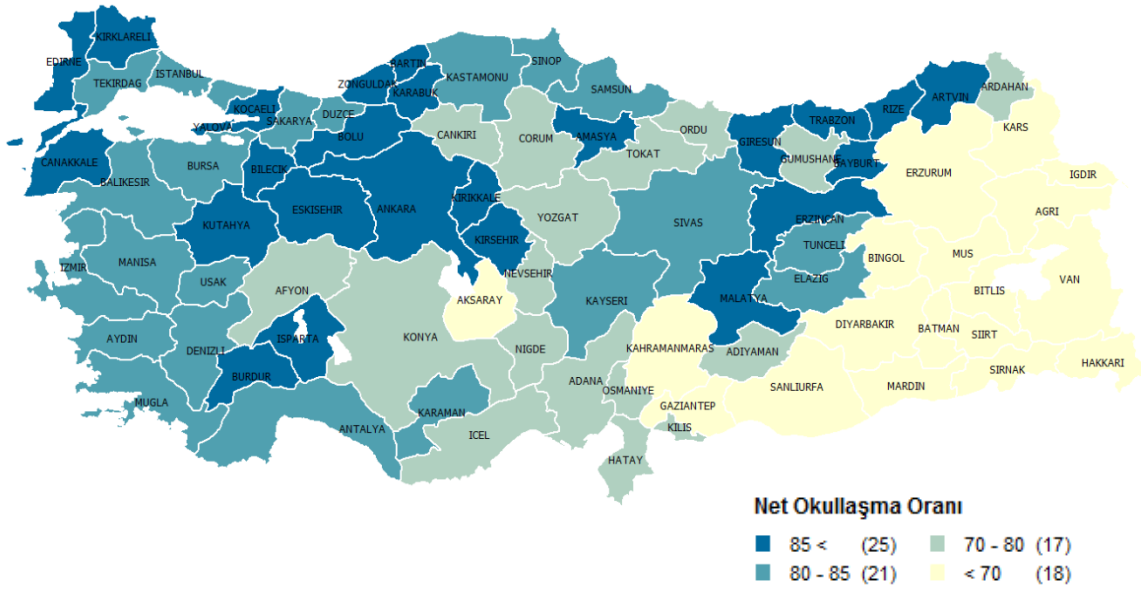 KIRKLARELI
EDIRNE
TEKIRDAG
ISTANBUL
KOCAELI
YALOVA
SAKARYA
DUZCE
ZONGULDAK
BARTIN
KARABUK
BOLU
KASTAMONU
SINOP
SAMSUN
CANKIRI
CORUM
AMASYA
TOKAT
ORDU
GIRESUN
TRABZON
GUMUSHANE
BAYBURT
RIZE
ARTVIN
ARDAHAN
KARS
IGDIR
ERZURUM
AGRI
CANAKKALE
BALIKESIR
BURSA
BILECIK
KUTAHYA
ESKISEHIR
ANKARA
KIRIKKALE
KIRSEHIR
YOZGAT
SIVAS
ERZINCAN
TUNCELI
ELAZIG
BINGOL
MUS
BITLIS
VAN
IZMIR
MANISA
USAK
AFYON
AKSARAY
NEVSEHIR
KAYSERI
MALATYA
DIYARBAKIR
BATMAN
SIIRT
SIRNAK
HAKKARI
AYDIN
DENIZLI
ISPARTA
BURDUR
KONYA
NIGDE
KAHRAMANMARAS
ADIYAMAN
SANLIURFA
MARDIN
MUGLA
ANTALYA
KARAMAN
ICEL
ADANA
OSMANIYE
GAZIANTEP
KILIS
HATAY
Net Okullaşma Oranı
85 < (25) 70 - 80 (17)
80 - 85 (21) < 70 (18)